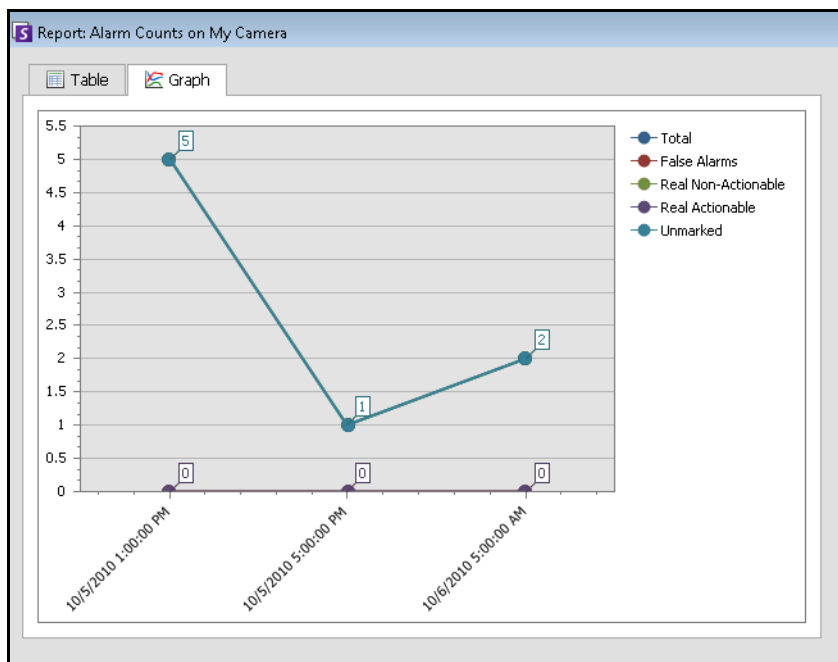 S Report: Alarm Counts on My Camera
Table
Graph
5.5
5
4.5
4
3.5
3
2.5
2
1.5
1
0.5
0
5
1
2
0
0
0
10/5/2010 1:00:00 PM
10/5/2010 5:00:00 PM
10/6/2010 5:00:00 AM
Total
False Alarms
Real Non-Actionable
Real Actionable
Unmarked